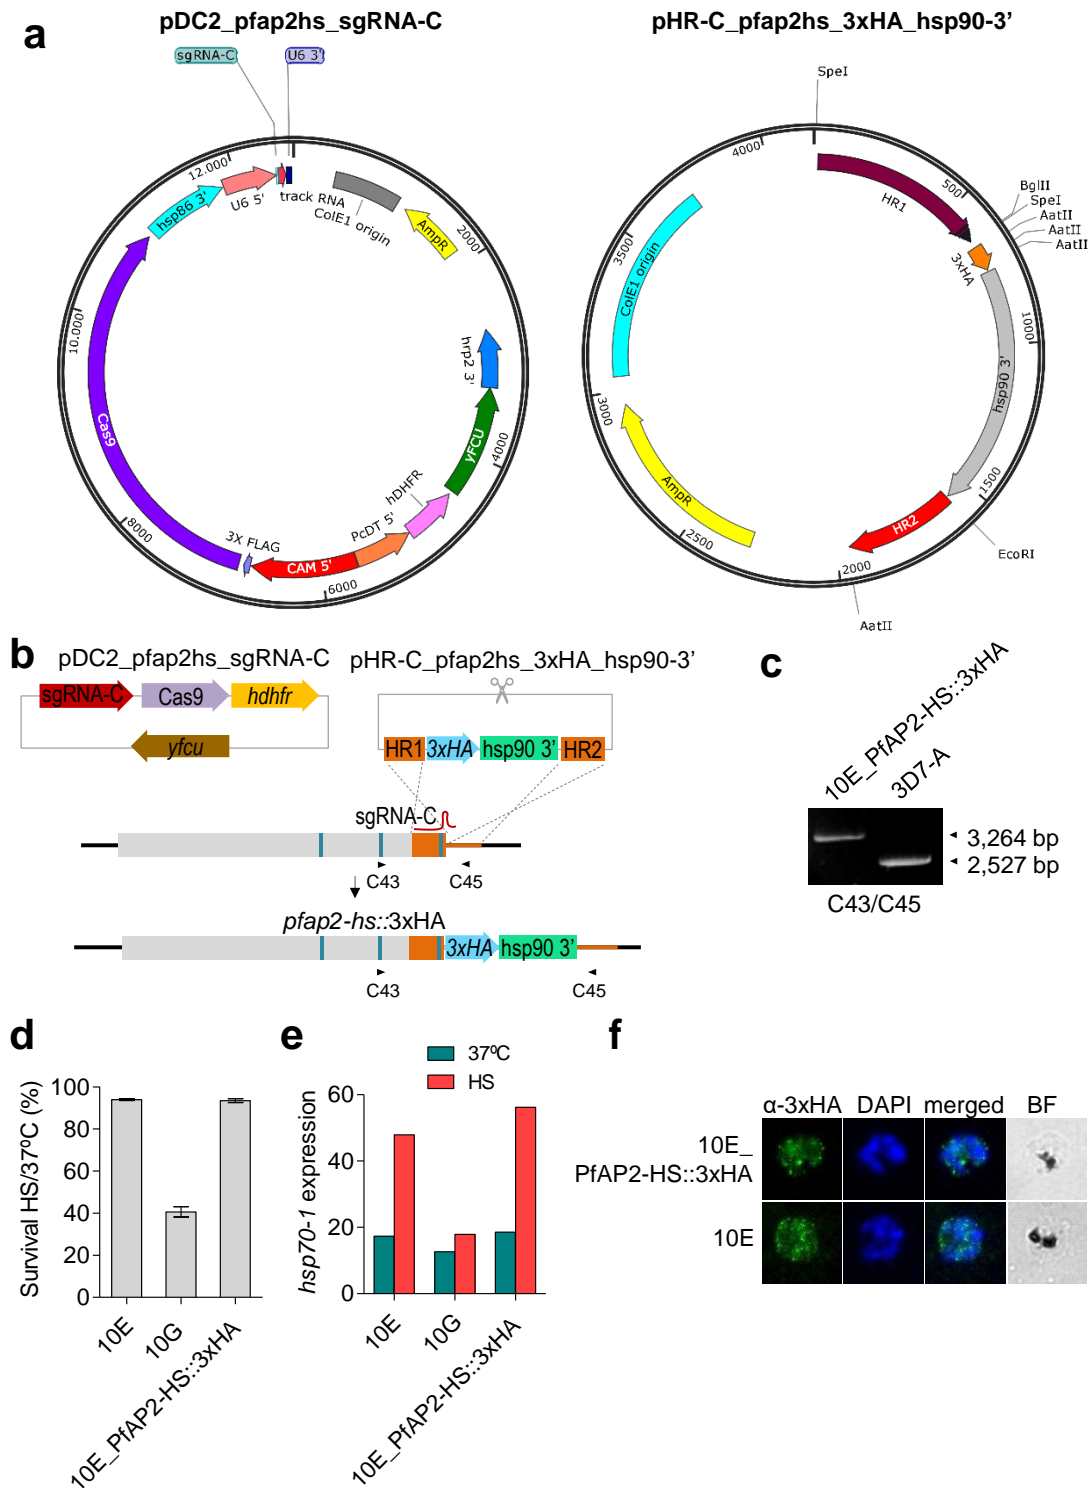 a
pDC2_pfap2hs_sgRNA-C
pHR-C_pfap2hs_3xHA_hsp90-3’
sgRNA-C
U6 3'
12.000
hsp86 3'
U6 5'
track RNA
ColE1 origin
AmpR
2000
10.000
hrp2 3'
Cas9
yFCU
4000
hDHFR
PcDT 5'
8000
3X FLAG
CAM 5'
6000
SpeI
4000
500
HR1
BglII
SpeI
AatII
AatII
AatII
3500
ColE1 origin
3xHA
1000
hsp90 3'
3000
AmpR
1500
HR2
EcoRI
2500
2000
AatII
b
pDC2_pfap2hs_sgRNA-C
pHR-C_pfap2hs_3xHA_hsp90-3’
sgRNA-C
Cas9
hdhfr
yfcu
HR1
3xHA
hsp90 3’
HR2
sgRNA-C
C43
C45
pfap2-hs::3xHA
3xHA
hsp90 3’
C43
C45
c
10E_PfAP2-HS::3xHA
3D7-A
3,264 bp
2,527 bp
C43/C45
d
Survival HS/37ºC (%)
100
80
60
40
20
0
10E
10G
10E_PfAP2-HS::3xHA
e
37ºC
HS
hsp70-1 expression
60
40
20
0
10E
10G
10E_PfAP2-HS::3xHA
f
α-3xHA
DAPI
merged
BF
10E_
PfAP2-HS::3xHA
10E